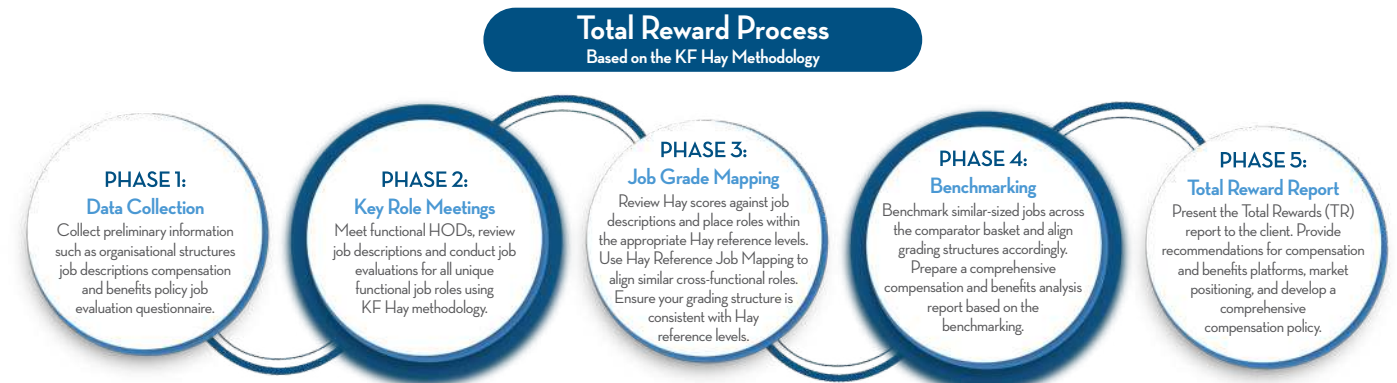 Total Reward Process
Based on the KF Hay Methodology
PHASE 1:
Data Collection
Collect preliminary information
such as organisational structures
job descriptions compensation
and benefits policy job
evaluation questionnaire.
PHASE 2:
Key Role Meetings
Meet functional HODs, review
job descriptions and conduct job
evaluations for all unique
functional job roles using
KF Hay methodology.
PHASE 3:
Job Grade Mapping
Review Hay scores against job
descriptions and place roles within
the appropriate Hay reference levels.
Use Hay Reference Job Mapping to
align similar cross-functional roles.
Ensure your grading structure is
consistent with Hay
reference levels.
PHASE 4:
Benchmarking
Benchmark similar-sized jobs across
the comparator basket and align
grading structures accordingly.
Prepare a comprehensive
compensation and benefits analysis
report based on the
benchmarking.
PHASE 5:
Total Reward Report
Present the Total Rewards (TR)
report to the client. Provide
recommendations for compensation
and benefits platforms, market
positioning, and develop a
comprehensive
compensation policy.